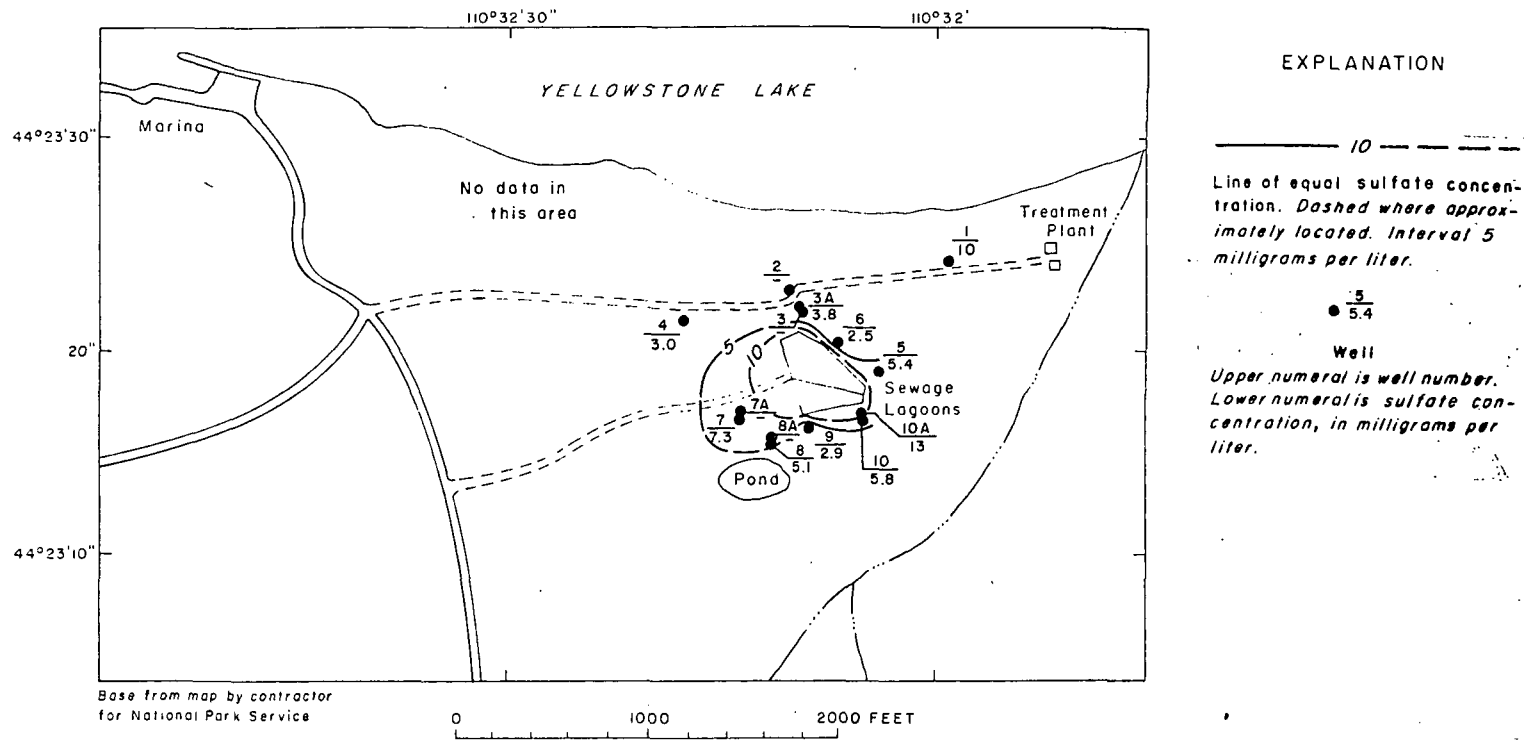 110°32'30"
110°32'
EXPLANATION
YELLOWSTONE LAKE
44°23'30"
Marina
10
No data in
this area
Line of equal sulfate concen-
tration. Dashed where approx-
imately located. Interval 5
milligrams per liter.
Treatment
Plant
1
10
2
–
3A
3.8
3
–
4
3.0
6
2.5
5
5.4
5
10
20"
5
5.4
Well
Upper numeral is well number.
Lower numeral is sulfate con-
centration, in milligrams per
liter.
Sewage
Lagoons
7A
–
7
7.3
8A
–
8
5.1
9
2.9
10A
13
10
5.8
Pond
44°23'10"
Base from map by contractor
for National Park Service
0 1000 2000 FEET